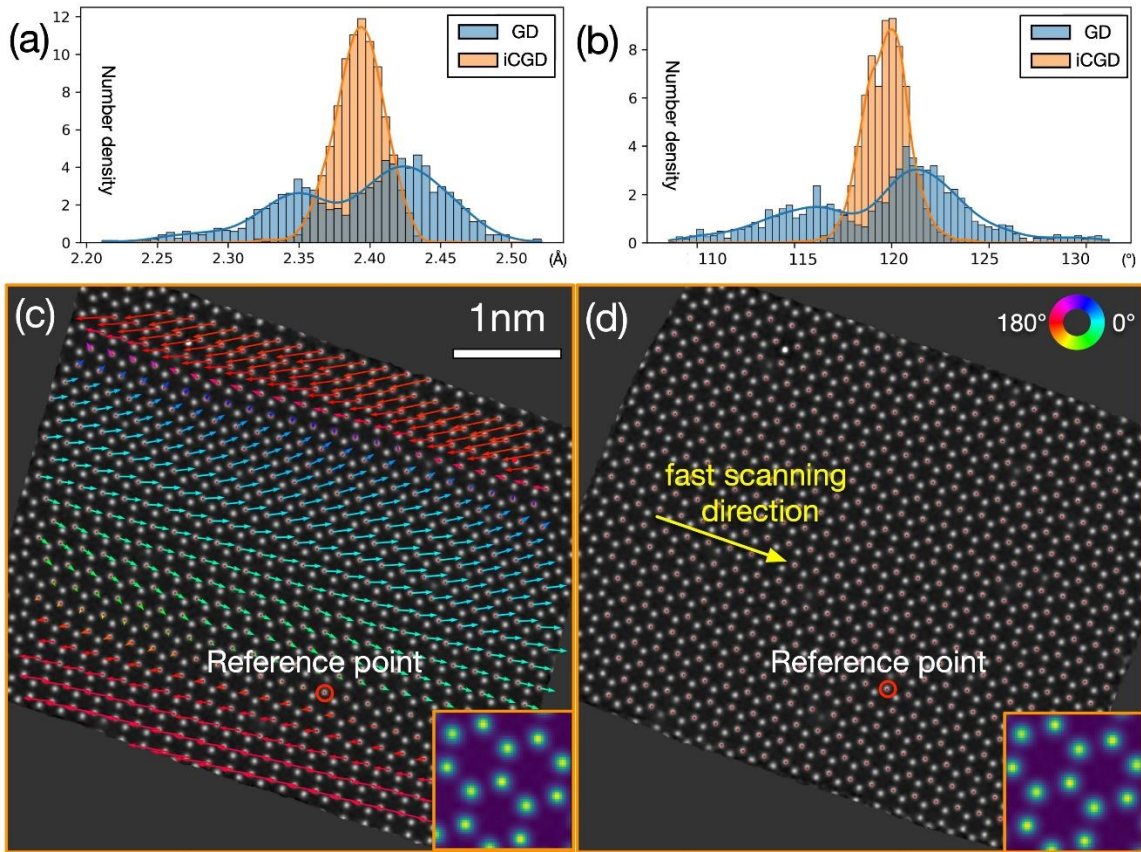 (a)
12
10
8
6
4
2
0
Number density
GD
iCGD
2.20
2.25
2.30
2.35
2.40
2.45
2.50
(Å)
(b)
8
6
4
2
0
Number density
GD
iCGD
110
115
120
125
130
(°)
(c)
1nm
Reference point
(d)
180°
0°
fast scanning
direction
Reference point